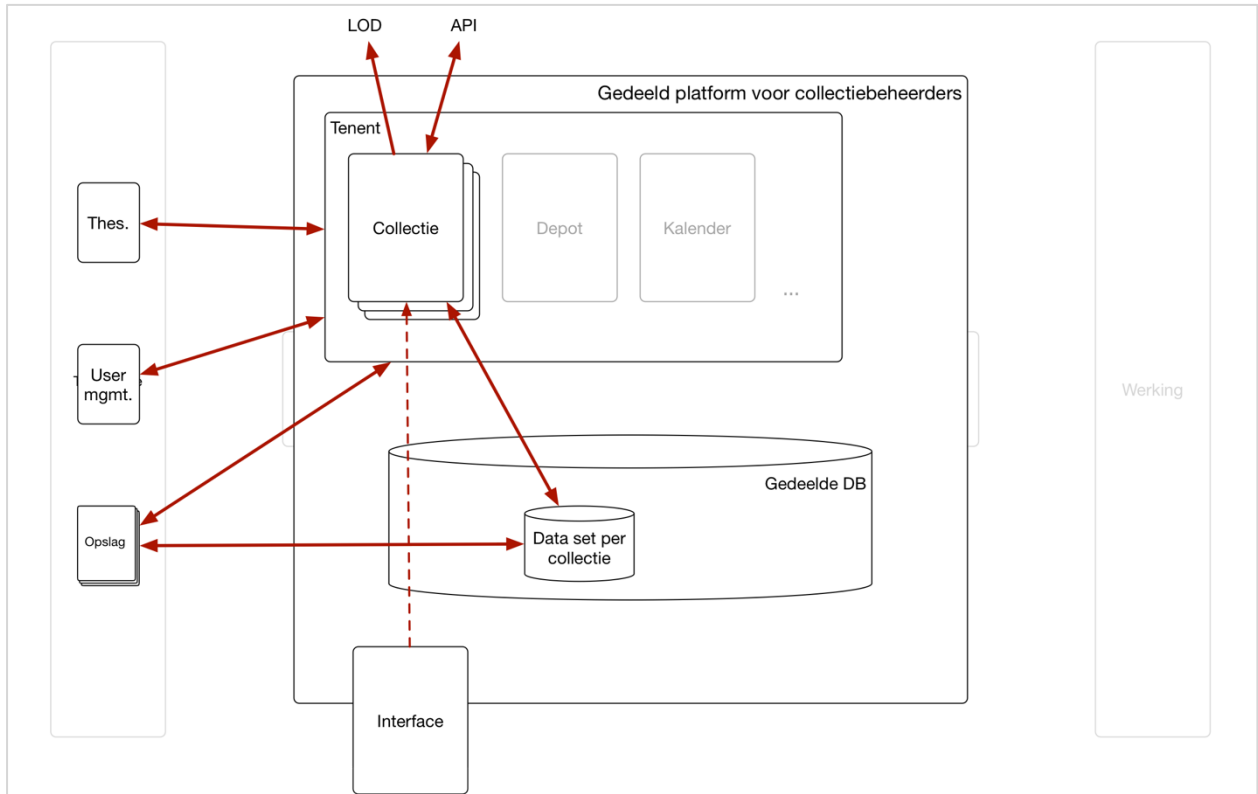 LOD
API
Gedeeld platform voor collectiebeheerders
Tenent
Thes.
Collectie
Depot
Kalender
...
User
mgmt.
Werking
Gedeelde DB
Opslag
Data set per
collectie
Interface